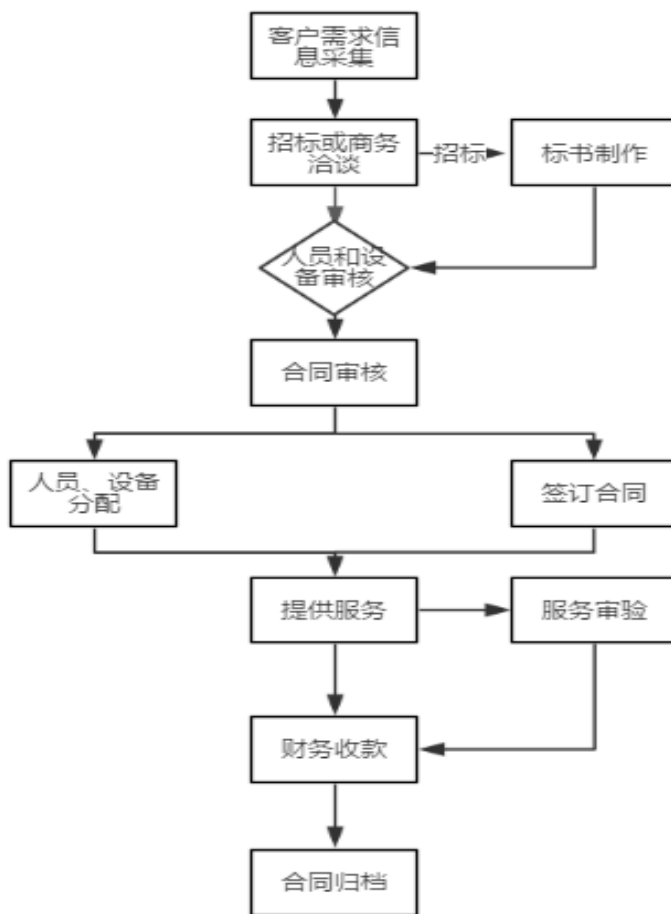 客户需求信
息采集
招标或商务
洽谈
招标
标书制作
人员和设
备审核
合同审核
人员、设备
分配
签订合同
提供服务
服务审验
财务收款
合同归档